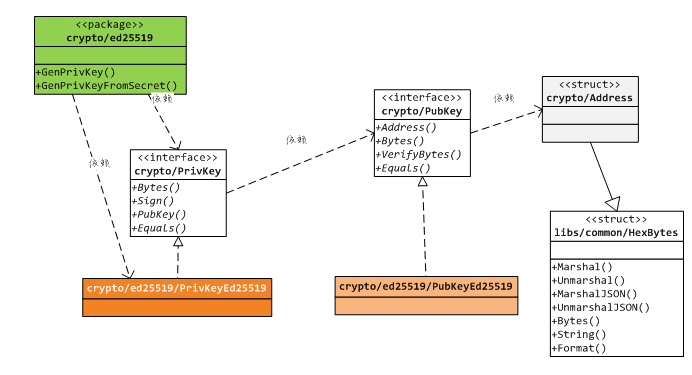 <<package>>
crypto/ed25519
+GenPrivKey()
+GenPrivKeyFromSecret()
依赖
依赖
<<interface>>
crypto/PrivKey
+Bytes()
+Sign()
+PubKey()
+Equals()
crypto/ed25519/PrivKeyEd25519
依赖
<<interface>>
crypto/PubKey
+Address()
+Bytes()
+VerifyBytes()
+Equals()
crypto/ed25519/PubKeyEd25519
依赖
<<struct>>
crypto/Address
<<struct>>
libs/common/HexBytes
+Marshal()
+Unmarshal()
+MarshalJSON()
+UnmarshalJSON()
+Bytes()
+String()
+Format()